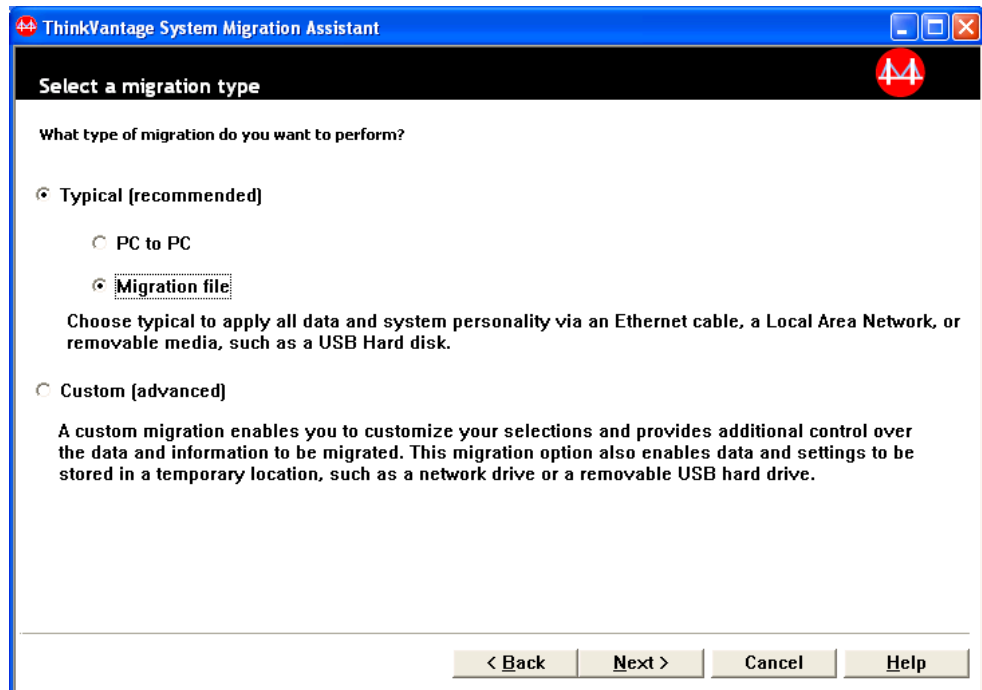 ThinkVantage System Migration Assistant
Select a migration type
What type of migration do you want to perform?
Typical (recommended)
PC to PC
Migration file
Choose typical to apply all data and system personality via an Ethernet cable, a Local Area Network, or
removable media, such as a USB Hard disk.
Custom (advanced)
A custom migration enables you to customize your selections and provides additional control over
the data and information to be migrated. This migration option also enables data and settings to be
stored in a temporary location, such as a network drive or a removable USB hard drive.
< Back Next > Cancel Help